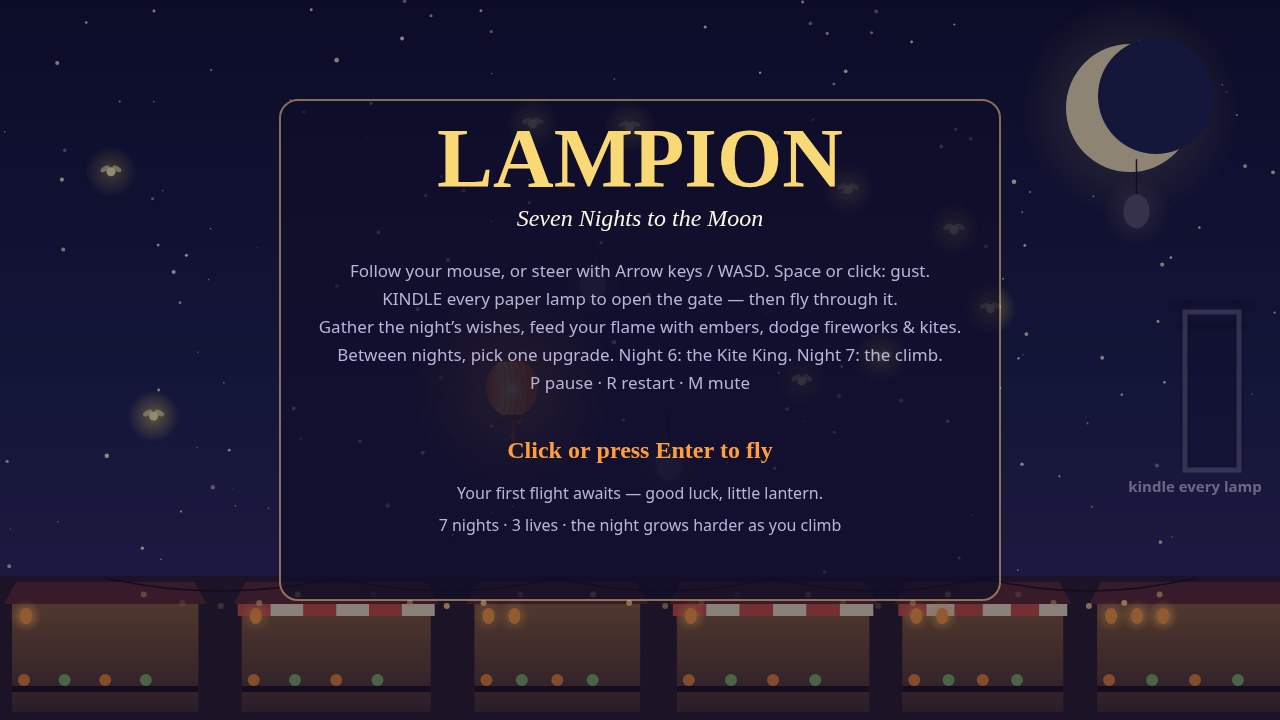 LAMPION
Seven Nights to the Moon
Follow your mouse, or steer with Arrow keys / WASD. Space or click: gust.
KINDLE every paper lamp to open the gate — then fly through it.
Gather the night’s wishes, feed your flame with embers, dodge fireworks & kites.
Between nights, pick one upgrade. Night 6: the Kite King. Night 7: the climb.
P pause · R restart · M mute
Click or press Enter to fly
kindle every lamp
Your first flight awaits — good luck, little lantern.
7 nights · 3 lives · the night grows harder as you climb